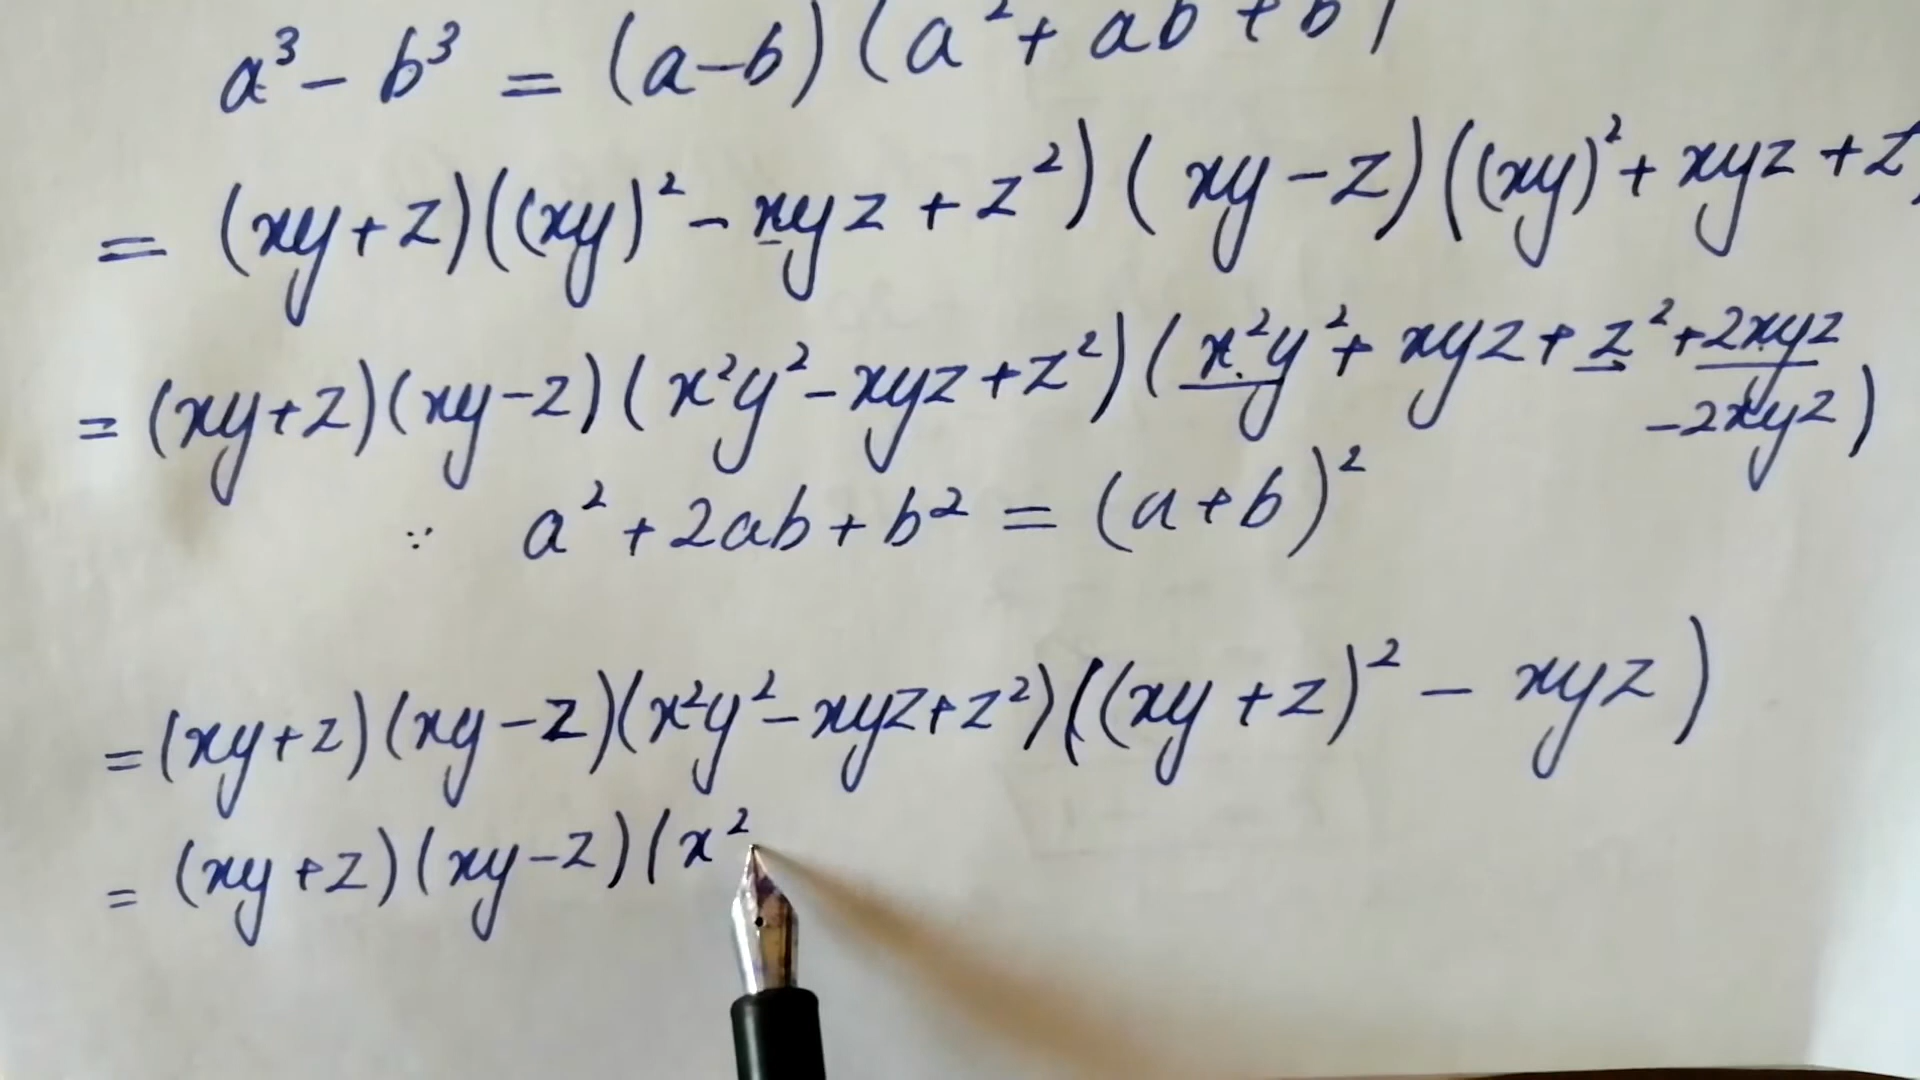 a³ - b³ = (a-b) (a² + ab + b
= (xy+z)((xy)² - xyz + z²) (xy - z) ((xy)² + xyz + z
= (xy+z)(xy-z)(x²y² - xyz + z²)(x²y² + xyz + z² + 2xyz
- 2xyz)
∵ a² + 2ab + b² = (a+b)²
= (xy+z)(xy-z)(x²y² - xyz + z²)((xy + z)² - xyz)
= (xy+z)(xy-z)(x²